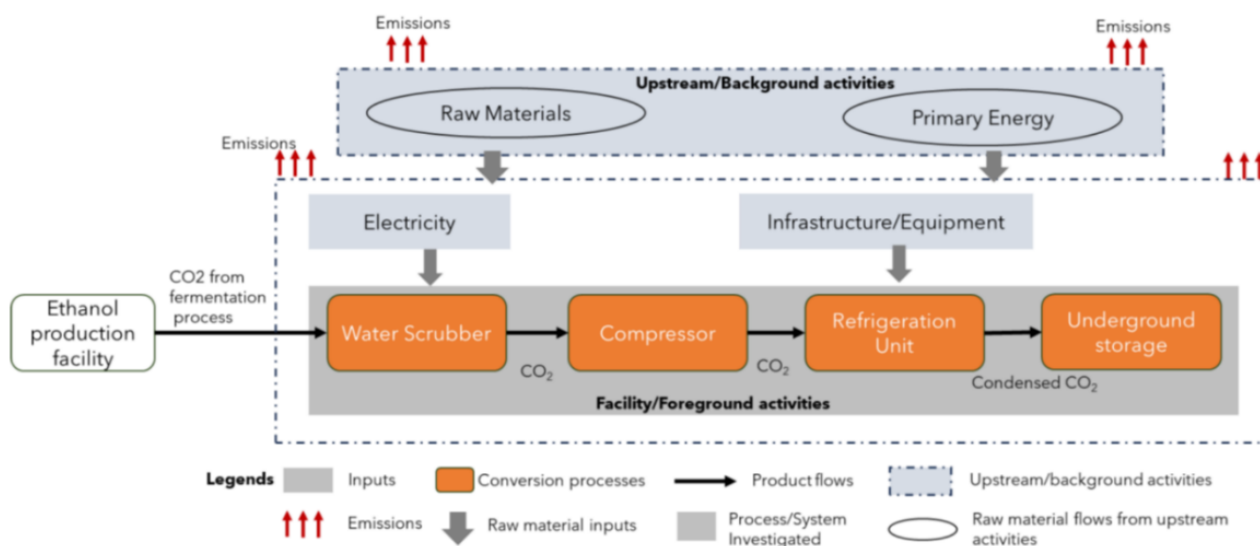 Emissions
Emissions
Upstream/Background activities
Raw Materials
Primary Energy
Emissions
Electricity
Infrastructure/Equipment
CO2 from
fermentation
process
Ethanol
production
facility
Water Scrubber
Compressor
Refrigeration
Unit
Underground
storage
CO₂
CO₂
Condensed CO₂
Facility/Foreground activities
Legends
Inputs
Conversion processes
Product flows
Upstream/background activities
Emissions
Raw material inputs
Process/System
Investigated
Raw material flows from upstream
activities